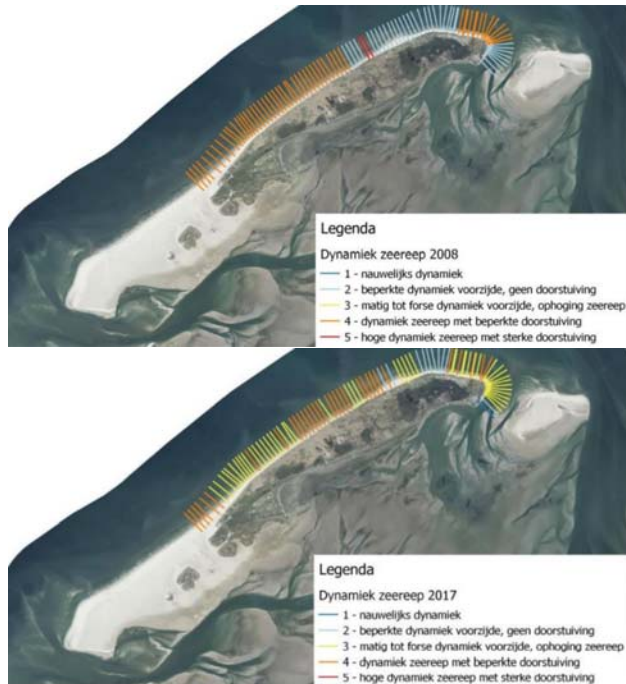 Legenda
Dynamiek zeereep 2008
1 - nauwelijks dynamiek
2 - beperkte dynamiek voorzijde, geen doorstuiving
3 - matig tot forse dynamiek voorzijde, ophoging zeereep
4 - dynamiek zeereep met beperkte doorstuiving
5 - hoge dynamiek zeereep met sterke doorstuiving
Legenda
Dynamiek zeereep 2017
1 - nauwelijks dynamiek
2 - beperkte dynamiek voorzijde, geen doorstuiving
3 - matig tot forse dynamiek voorzijde, ophoging zeereep
4 - dynamiek zeereep met beperkte doorstuiving
5 - hoge dynamiek zeereep met sterke doorstuiving